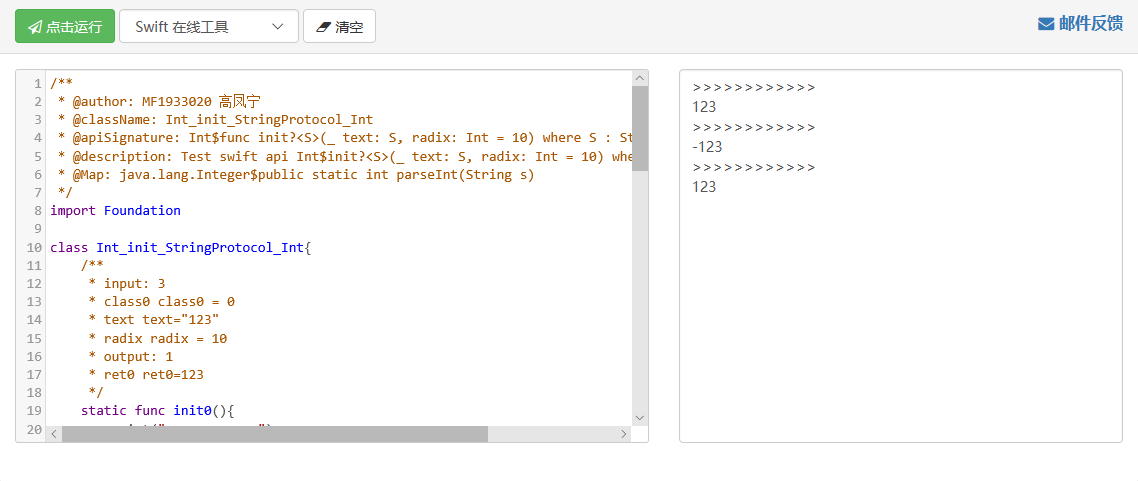 点击运行 Swift 在线工具 清空 邮件反馈
1 /**
2  * @author: MF1933020 高凤宁
3  * @className: Int_init_StringProtocol_Int
4  * @apiSignature: Int$func init?<S>(_ text: S, radix: Int = 10) where S : St
5  * @description: Test swift api Int$init?<S>(_ text: S, radix: Int = 10) whe
6  * @Map: java.lang.Integer$public static int parseInt(String s)
7  */
8 import Foundation
9
10 class Int_init_StringProtocol_Int{
11     /**
12      * input: 3
13      * class0 class0 = 0
14      * text text="123"
15      * radix radix = 10
16      * output: 1
17      * ret0 ret0=123
18      */
19     static func init0(){
20
>>>>>>>>>>>>
123
>>>>>>>>>>>>
-123
>>>>>>>>>>>>
123